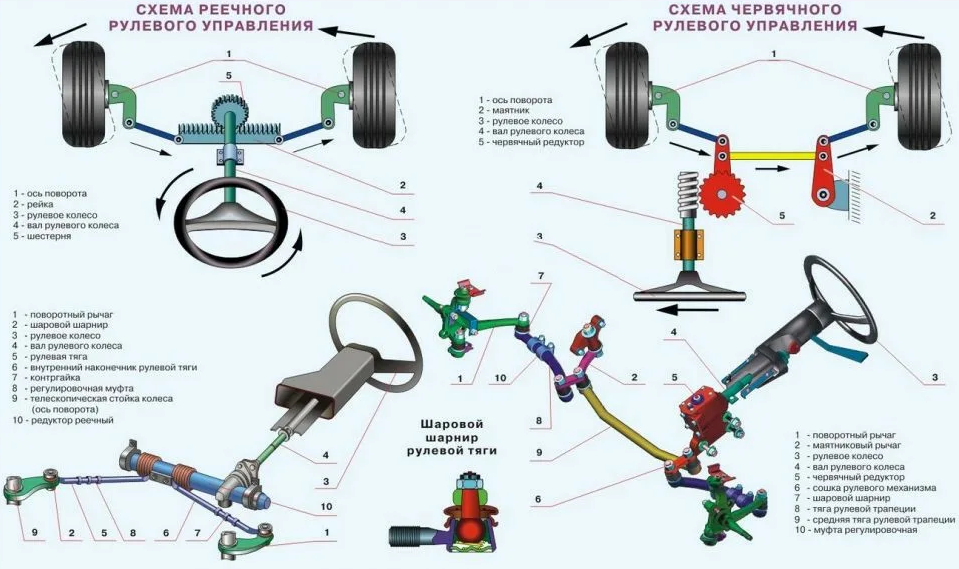 СХЕМА РЕЕЧНОГО
РУЛЕВОГО УПРАВЛЕНИЯ
1
5
1 - ось поворота
2 - рейка
3 - рулевое колесо
4 - вал рулевого колеса
5 - шестерня
2
4
3
СХЕМА ЧЕРВЯЧНОГО
РУЛЕВОГО УПРАВЛЕНИЯ
1
1 - ось поворота
2 - маятник
3 - рулевое колесо
4 - вал рулевого колеса
5 - червячный редуктор
4
5
2
3
1 - поворотный рычаг
2 - шаровой шарнир
3 - рулевое колесо
4 - вал рулевого колеса
5 - рулевая тяга
6 - внутренний наконечник рулевой тяги
7 - контргайка
8 - регулировочная муфта
9 - телескопическая стойка колеса
(ось поворота)
10 - редуктор реечный
4
3
10
9
2
5
8
6
7
1
Шаровой
шарнир
рулевой тяги
7
1
10
2
8
9
6
4
5
3
1 - поворотный рычаг
2 - маятниковый рычаг
3 - рулевое колесо
4 - вал рулевого колеса
5 - червячный редуктор
6 - сошка рулевого механизма
7 - шаровой шарнир
8 - тяга рулевой трапеции
9 - средняя тяга рулевой трапеции
10 - муфта регулировочная